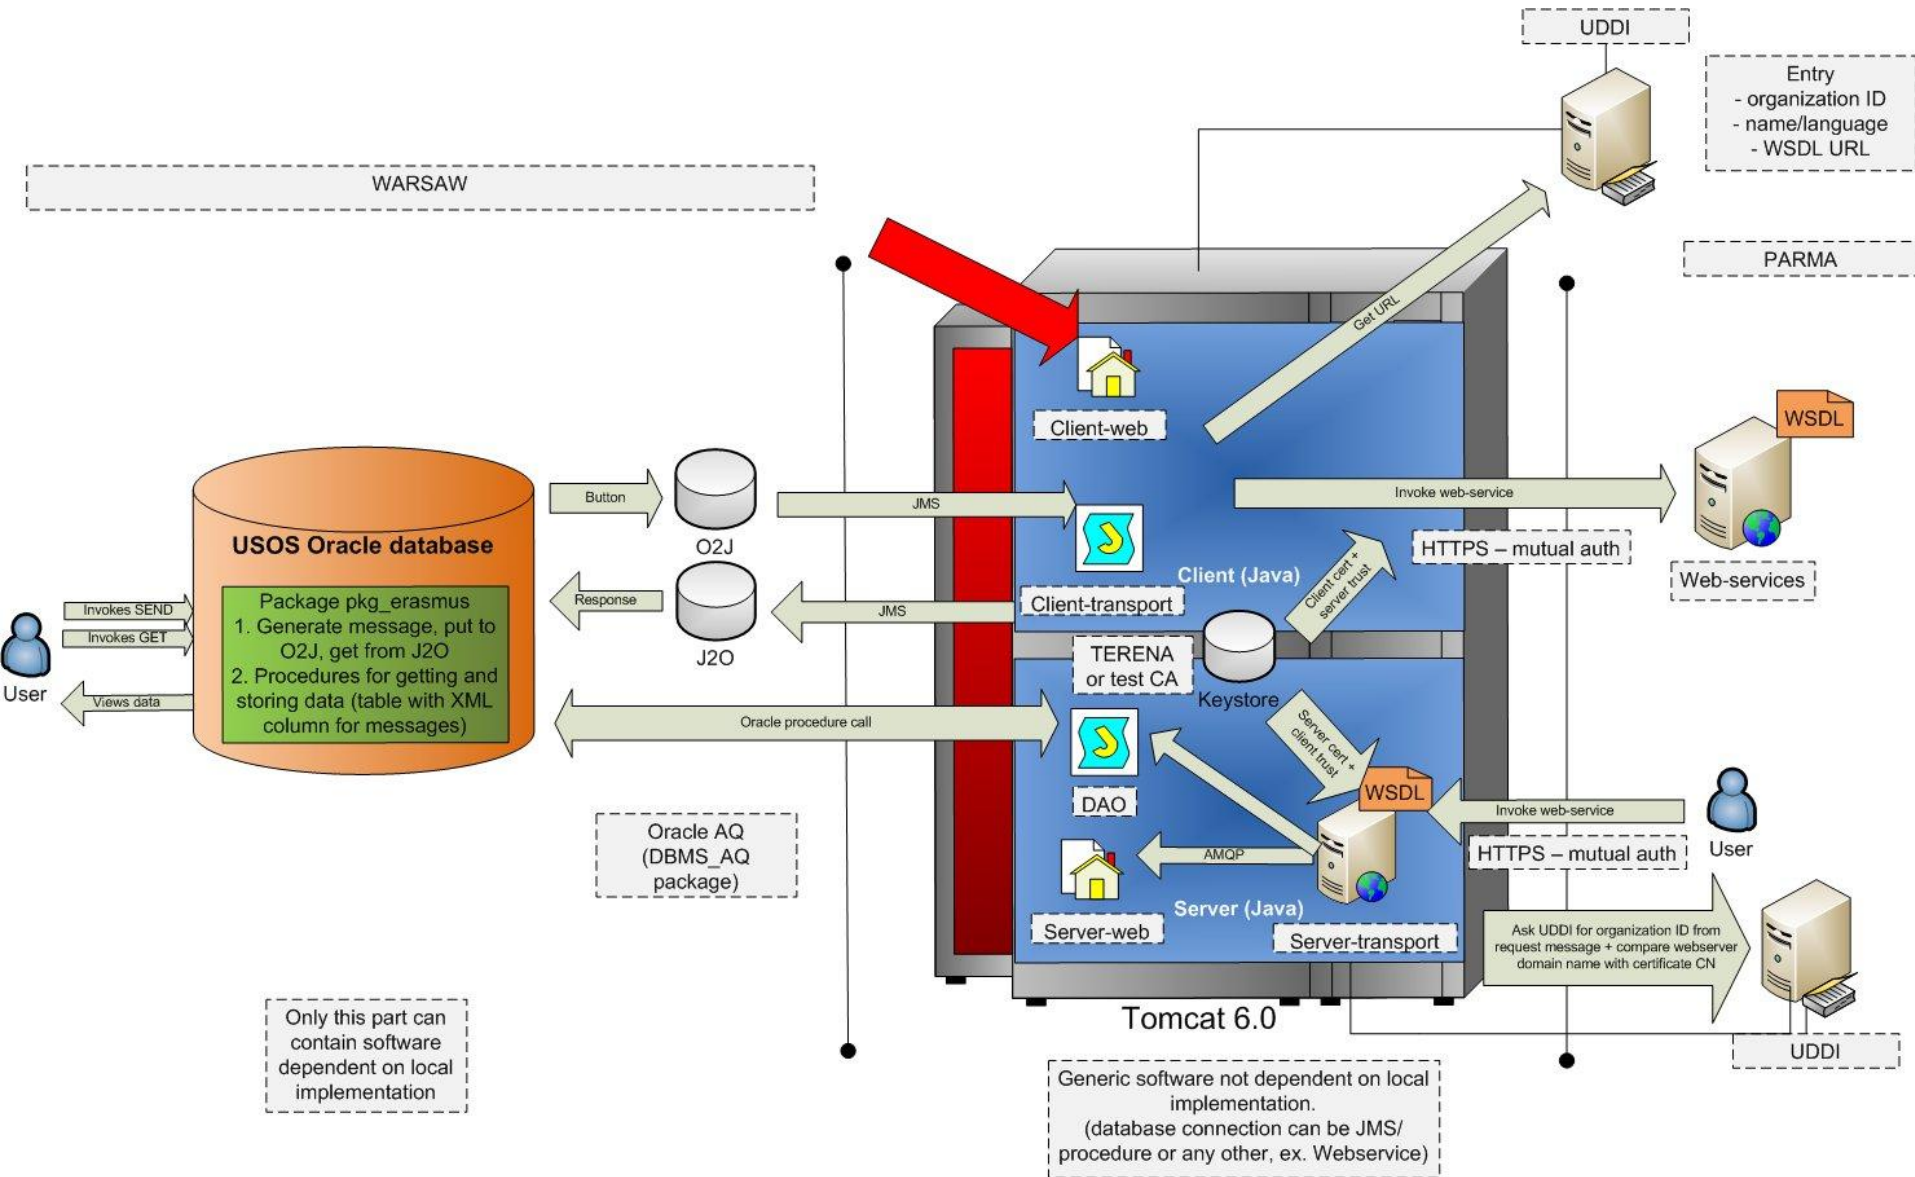 UDDI
Entry
- organization ID
- name/language
- WSDL URL
WARSAW
PARMA
Get URL
Client-web
WSDL
Button
JMS
Invoke web-service
O2J
HTTPS – mutual auth
Web-services
USOS Oracle database
Client (Java)
Client cert +
server trust
Response
JMS
Client-transport
J2O
Invokes SEND
Invokes GET
User
Views data
Package pkg_erasmus
1. Generate message, put to
O2J, get from J2O
2. Procedures for getting and
storing data (table with XML
column for messages)
TERENA
or test CA
Keystore
Oracle procedure call
Server cert +
client trust
DAO
WSDL
Invoke web-service
HTTPS – mutual auth
User
Oracle AQ
(DBMS_AQ
package)
AMQP
Server-web
Server (Java)
Server-transport
Ask UDDI for organization ID from
request message + compare webserver
domain name with certificate CN
Tomcat 6.0
UDDI
Only this part can
contain software
dependent on local
implementation
Generic software not dependent on local
implementation.
(database connection can be JMS/
procedure or any other, ex. Webservice)